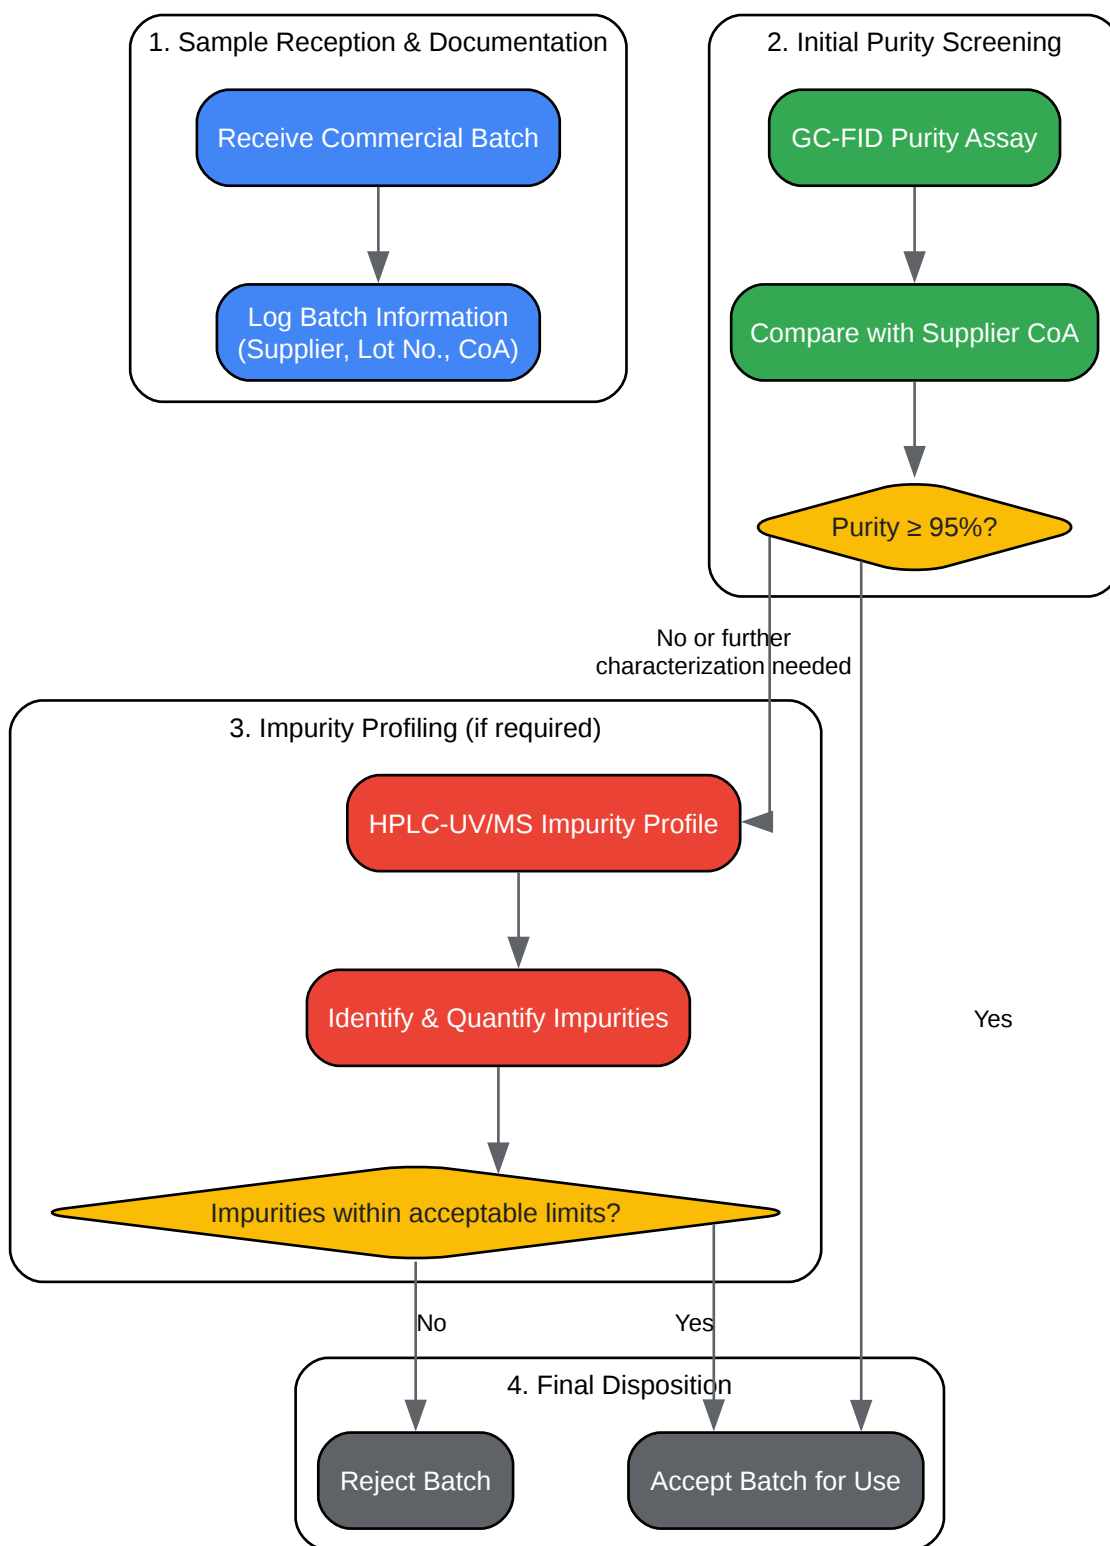 1. Sample Reception & Documentation
Receive Commercial Batch
Log Batch Information
(Supplier, Lot No., CoA)
2. Initial Purity Screening
GC-FID Purity Assay
Compare with Supplier CoA
Purity ≥ 95%?
No or further
characterization needed
Yes
3. Impurity Profiling (if required)
HPLC-UV/MS Impurity Profile
Identify & Quantify Impurities
Impurities within acceptable limits?
No
Yes
4. Final Disposition
Reject Batch
Accept Batch for Use